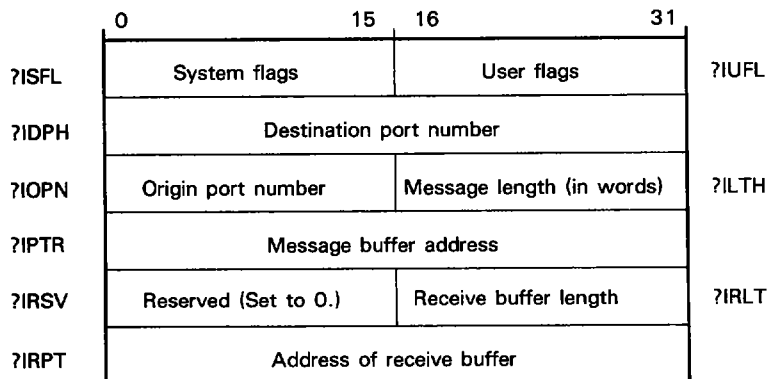 0 15 16 31
?ISFL System flags User flags ?IUFL
?IDPH Destination port number
?IOPN Origin port number Message length (in words) ?ILTH
?IPTR Message buffer address
?IRSV Reserved (Set to 0.) Receive buffer length ?IRLT
?IRPT Address of receive buffer